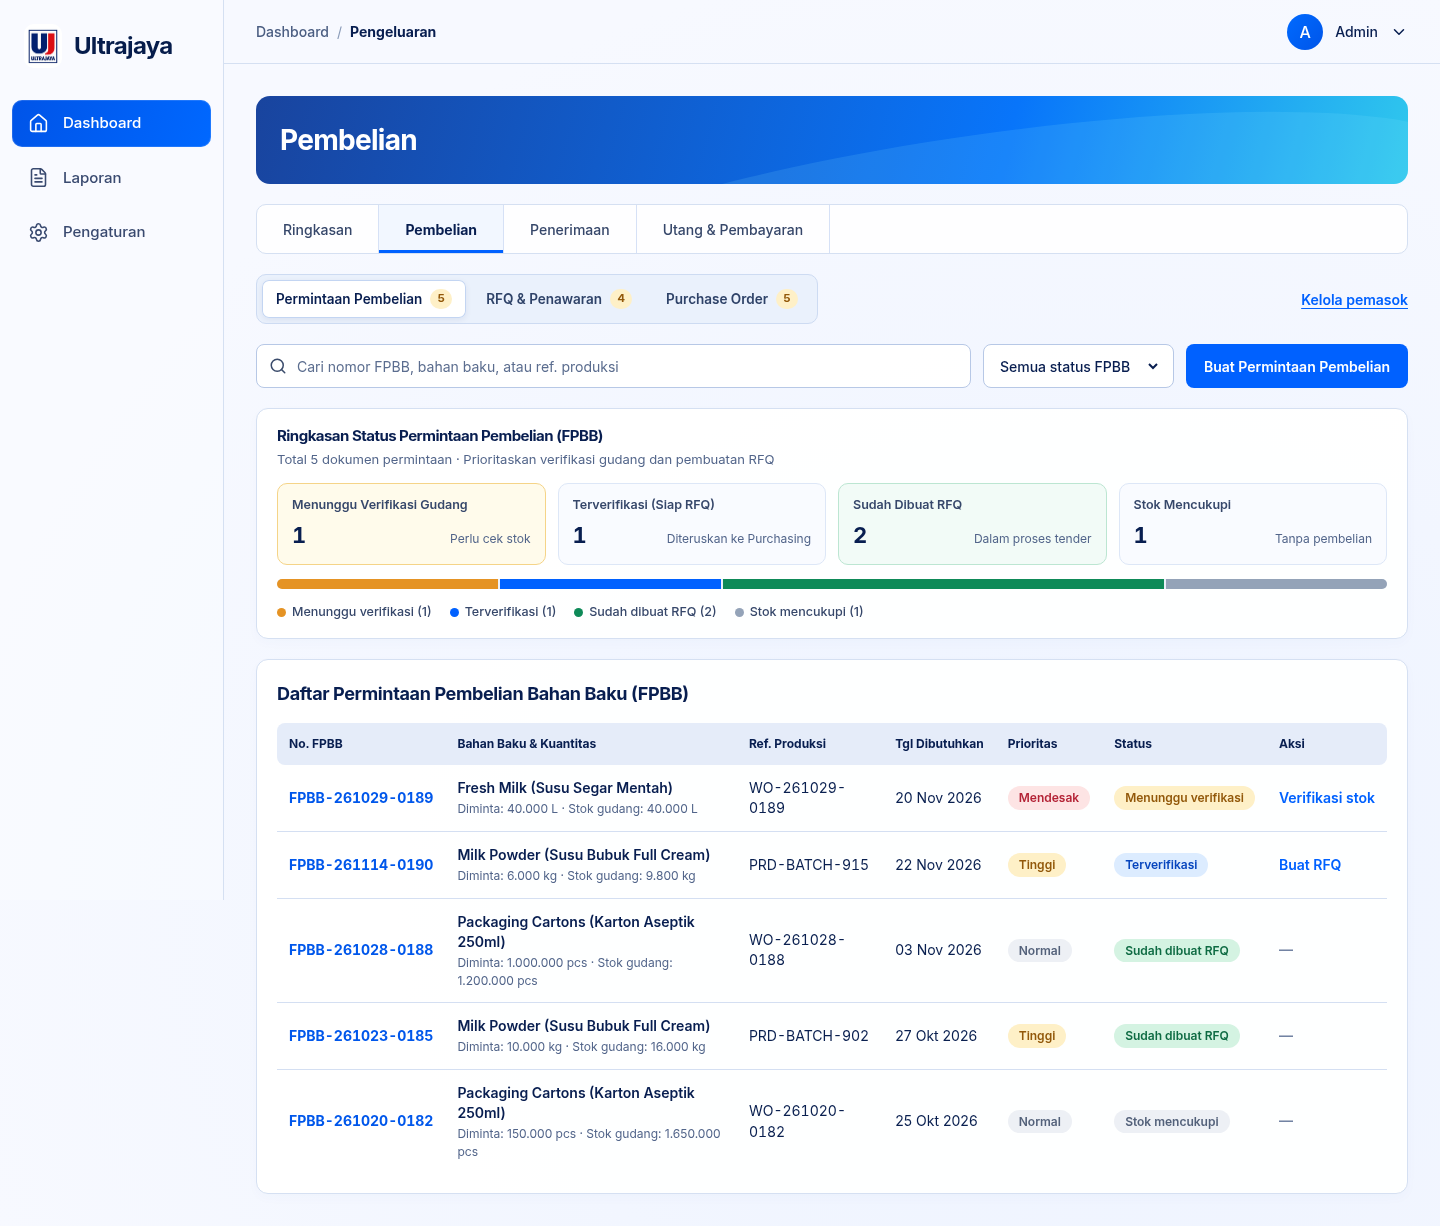 ULTRAJAYA
Ultrajaya
Dashboard
Laporan
Pengaturan
Dashboard / Pengeluaran
A Admin
Pembelian
Ringkasan Pembelian Penerimaan Utang & Pembayaran
Permintaan Pembelian 5 RFQ & Penawaran 4 Purchase Order 5 Kelola pemasok
Cari nomor FPBB, bahan baku, atau ref. produksi Semua status FPBB Buat Permintaan Pembelian
Ringkasan Status Permintaan Pembelian (FPBB)
Total 5 dokumen permintaan · Prioritaskan verifikasi gudang dan pembuatan RFQ
Menunggu Verifikasi Gudang
1 Perlu cek stok
Terverifikasi (Siap RFQ)
1 Diteruskan ke Purchasing
Sudah Dibuat RFQ
2 Dalam proses tender
Stok Mencukupi
1 Tanpa pembelian
Menunggu verifikasi (1) Terverifikasi (1) Sudah dibuat RFQ (2) Stok mencukupi (1)
Daftar Permintaan Pembelian Bahan Baku (FPBB)
No. FPBB Bahan Baku & Kuantitas Ref. Produksi Tgl Dibutuhkan Prioritas Status Aksi
FPBB-261029-0189
Fresh Milk (Susu Segar Mentah)
Diminta: 40.000 L · Stok gudang: 40.000 L
WO-261029-
0189
20 Nov 2026
Mendesak
Menunggu verifikasi
Verifikasi stok
FPBB-261114-0190
Milk Powder (Susu Bubuk Full Cream)
Diminta: 6.000 kg · Stok gudang: 9.800 kg
PRD-BATCH-915
22 Nov 2026
Tinggi
Terverifikasi
Buat RFQ
FPBB-261028-0188
Packaging Cartons (Karton Aseptik
250ml)
Diminta: 1.000.000 pcs · Stok gudang:
1.200.000 pcs
WO-261028-
0188
03 Nov 2026
Normal
Sudah dibuat RFQ
—
FPBB-261023-0185
Milk Powder (Susu Bubuk Full Cream)
Diminta: 10.000 kg · Stok gudang: 16.000 kg
PRD-BATCH-902
27 Okt 2026
Tinggi
Sudah dibuat RFQ
—
FPBB-261020-0182
Packaging Cartons (Karton Aseptik
250ml)
Diminta: 150.000 pcs · Stok gudang: 1.650.000
pcs
WO-261020-
0182
25 Okt 2026
Normal
Stok mencukupi
—